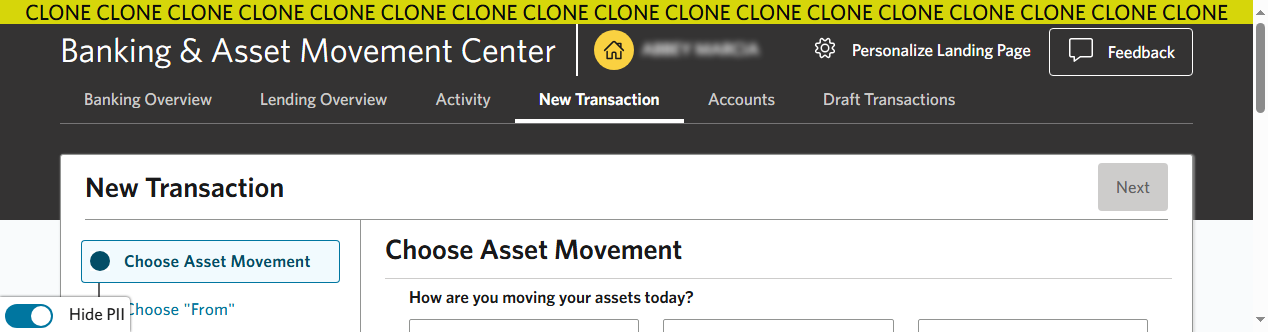 CLONE CLONE CLONE CLONE CLONE CLONE CLONE CLONE CLONE CLONE CLONE CLONE CLONE CLONE CLONE CLONE CLONE
Banking & Asset Movement Center
Personalize Landing Page
Feedback
Banking Overview Lending Overview Activity New Transaction Accounts Draft Transactions
New Transaction
Next
Choose Asset Movement
Choose Asset Movement
How are you moving your assets today?
Choose "From"
Hide PII